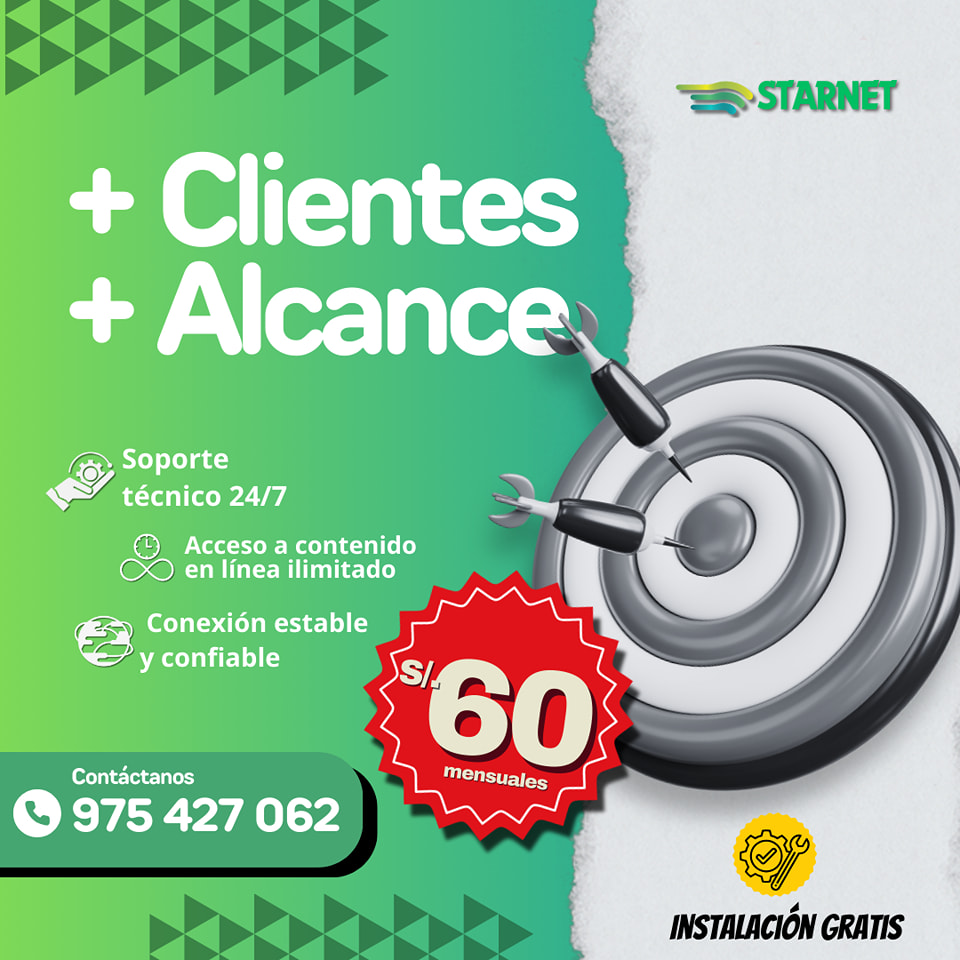 STARNET
+ Clientes
+ Alcance
Soporte
técnico 24/7
Acceso a contenido
en línea ilimitado
Conexión estable
y confiable
S/. 60
mensuales
Contáctanos
975 427 062
INSTALACIÓN GRATIS